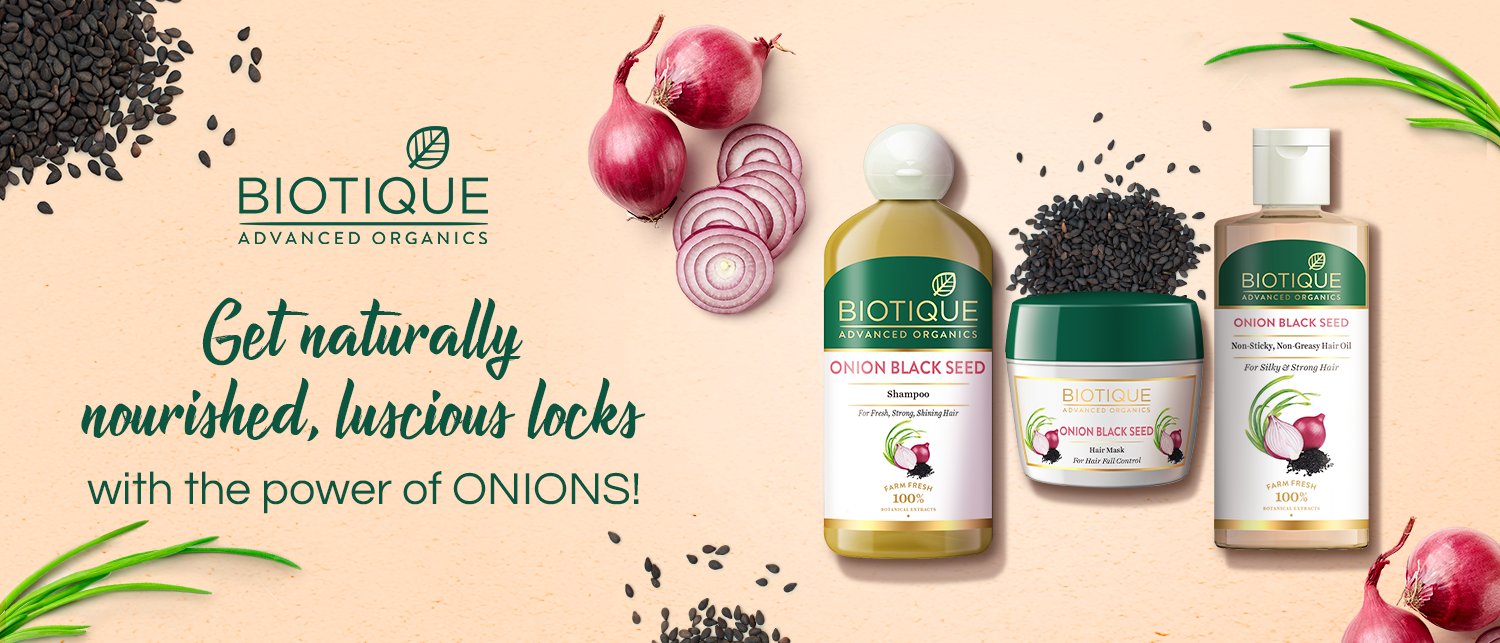 BIOTIQUE
ADVANCED ORGANICS
Get naturally
nourished, luscious locks
with the power of ONIONS!
BIOTIQUE
ADVANCED ORGANICS
ONION BLACK SEED
Shampoo
For Fresh, Strong, Shining Hair
FARM FRESH
100%
BOTANICAL EXTRACTS
BIOTIQUE
ADVANCED ORGANICS
ONION BLACK SEED
Hair Mask
For Hair Fall Control
BIOTIQUE
ADVANCED ORGANICS
ONION BLACK SEED
Non-Sticky, Non-Greasy Hair Oil
For Silky & Strong Hair
FARM FRESH
100%
BOTANICAL EXTRACTS